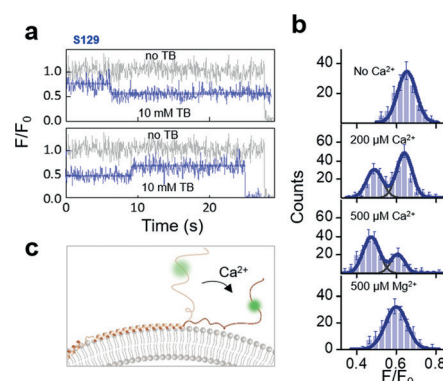 a
S129
no TB
1.0
0.5
0.0
10 mM TB
F/F₀
no TB
1.0
0.5
0.0
10 mM TB
0 10 20
Time (s)
c
Ca²⁺
b
No Ca²⁺
40
20
0
200 µM Ca²⁺
60
40
20
0
500 µM Ca²⁺
40
20
0
500 µM Mg²⁺
40
20
0
Counts
0.4 0.6 0.8
F/F₀